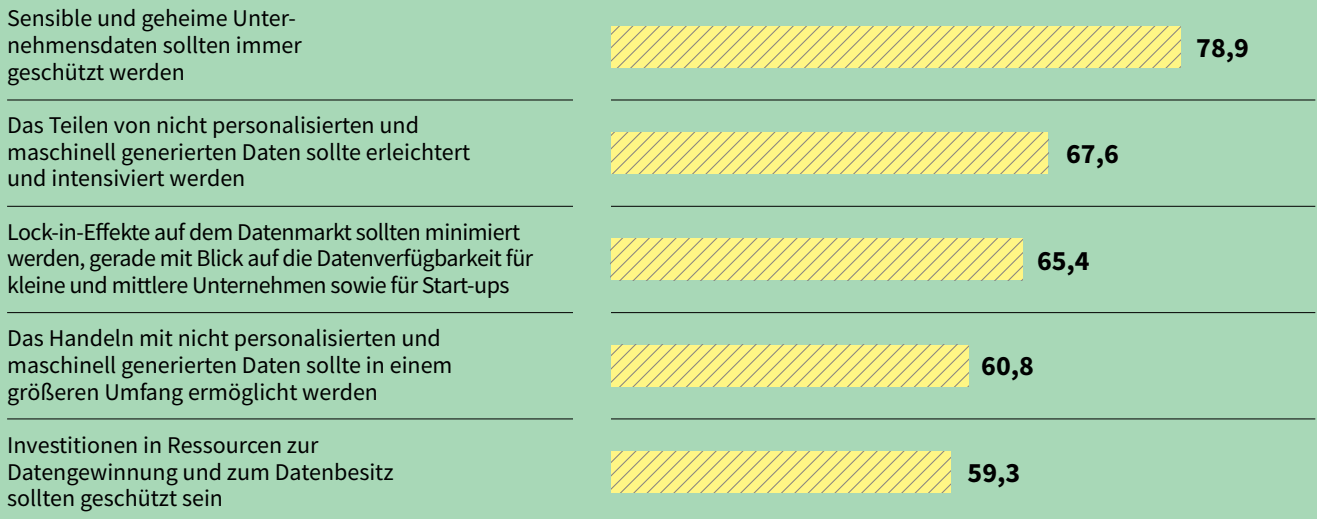 Sensible und geheime Unter-
nehmensdaten sollten immer
geschützt werden
78,9
Das Teilen von nicht personalisierten und
maschinell generierten Daten sollte erleichtert
und intensiviert werden
67,6
Lock-in-Effekte auf dem Datenmarkt sollten minimiert
werden, gerade mit Blick auf die Datenverfügbarkeit für
kleine und mittlere Unternehmen sowie für Start-ups
65,4
Das Handeln mit nicht personalisierten und
maschinell generierten Daten sollte in einem
größeren Umfang ermöglicht werden
60,8
Investitionen in Ressourcen zur
Datengewinnung und zum Datenbesitz
sollten geschützt sein
59,3